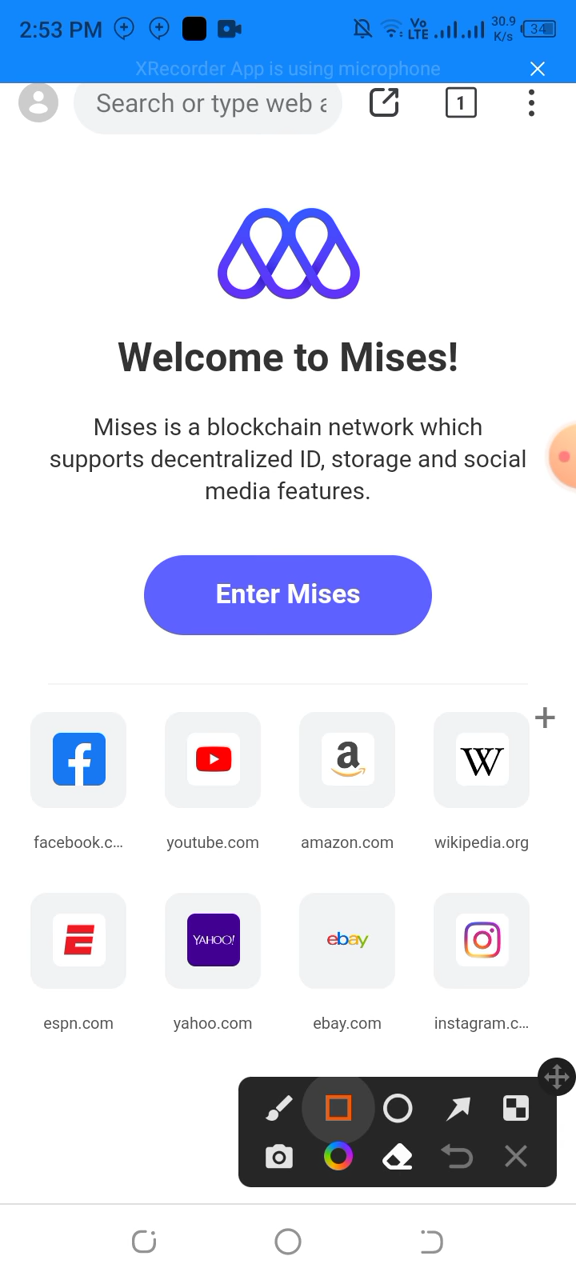 2:53 PM Vo LTE 30.9 K/s 34
XRecorder App is using microphone
Search or type web a
1
Welcome to Mises!
Mises is a blockchain network which
supports decentralized ID, storage and social
media features.
Enter Mises
facebook.c... youtube.com amazon.com wikipedia.org
YAHOO! ebay
espn.com yahoo.com ebay.com instagram.c...